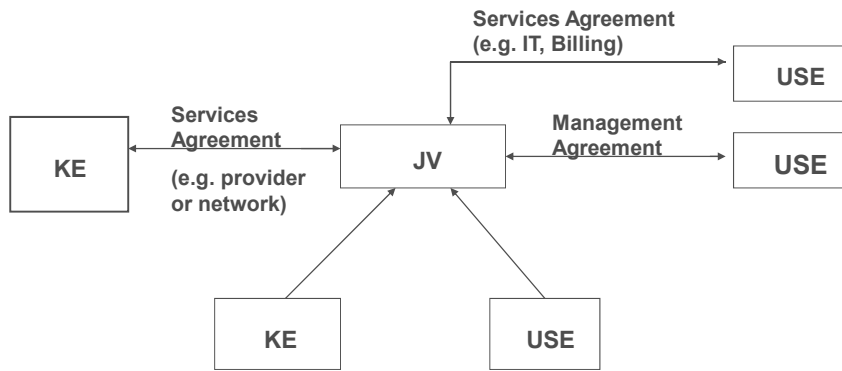 Services Agreement
(e.g. IT, Billing)
USE
Services
Agreement
(e.g. provider
or network)
KE
JV
Management
Agreement
USE
KE
USE